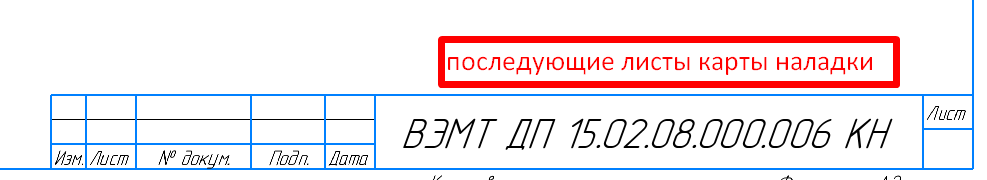 последующие листы карты наладки
ВЭМТ ДП 15.02.08.000.006 КН
Лист
Изм. Лист № докум. Подп. Дата